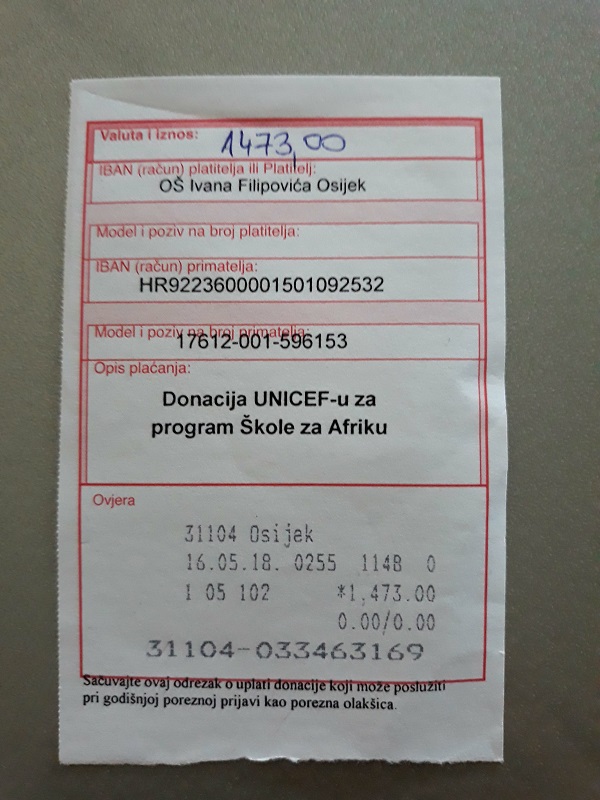 Valuta i iznos: 1473,00
IBAN (račun) platitelja ili Platitelj:
OŠ Ivana Filipovića Osijek
Model i poziv na broj platitelja:
IBAN (račun) primatelja:
HR9223600001501092532
Model i poziv na broj primatelja:
17612-001-596153
Opis plaćanja:
Donacija UNICEF-u za
program Škole za Afriku
Ovjera
31104 Osijek
16.05.18. 0255 114B 0
1 05 102 *1,473.00
0.00/0.00
31104-033463169
Sačuvajte ovaj odrezak o uplati donacije koji može poslužiti
pri godišnjoj poreznoj prijavi kao porezna olakšica.